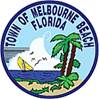 TOWN OF MELBOURNE BEACH
FLORIDA